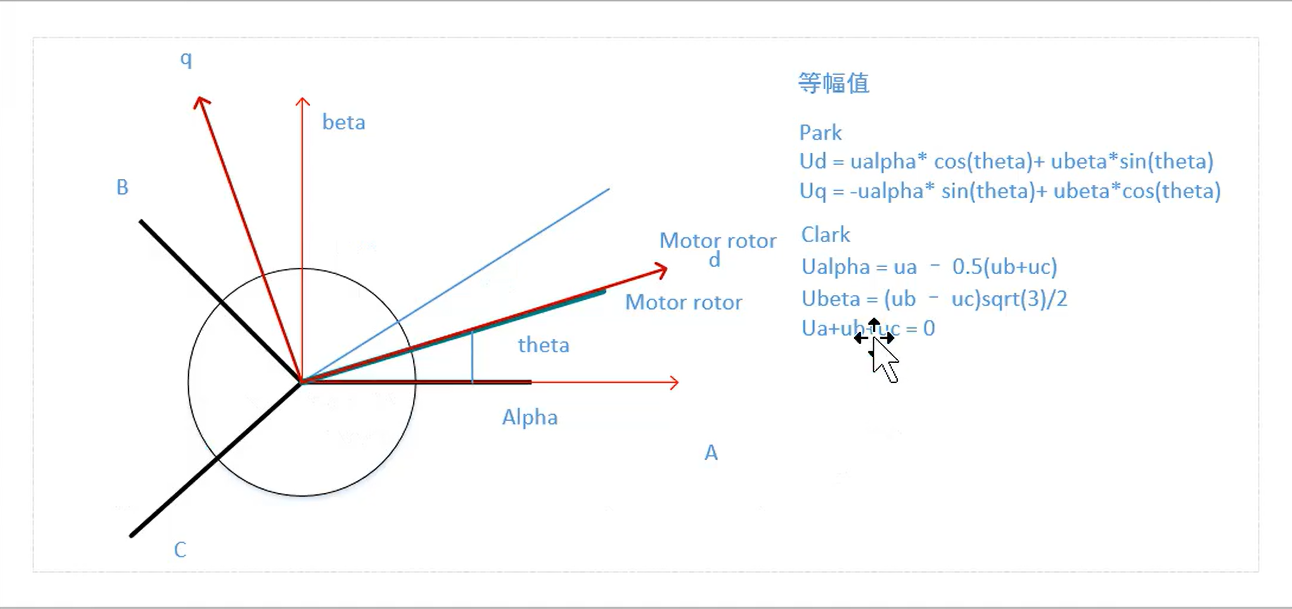 q
beta
B
Motor rotor
d
Motor rotor
theta
Alpha
A
C
等幅值
Park
Ud = ualpha* cos(theta)+ ubeta*sin(theta)
Uq = -ualpha* sin(theta)+ ubeta*cos(theta)
Clark
Ualpha = ua － 0.5(ub+uc)
Ubeta = (ub － uc)sqrt(3)/2
Ua+ub+uc = 0